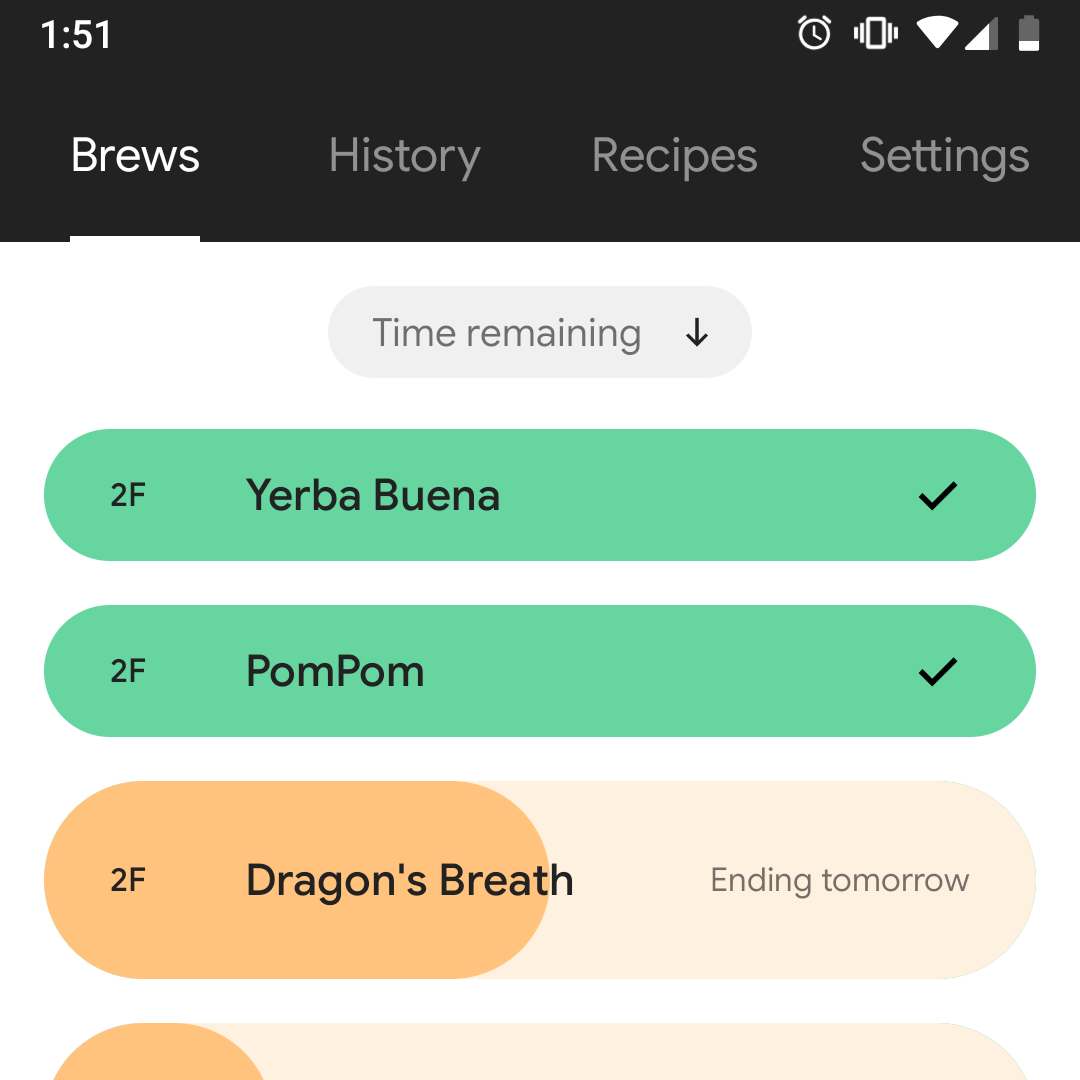 1:51
Brews History Recipes Settings
Time remaining
2F Yerba Buena
2F PomPom
2F Dragon's Breath Ending tomorrow